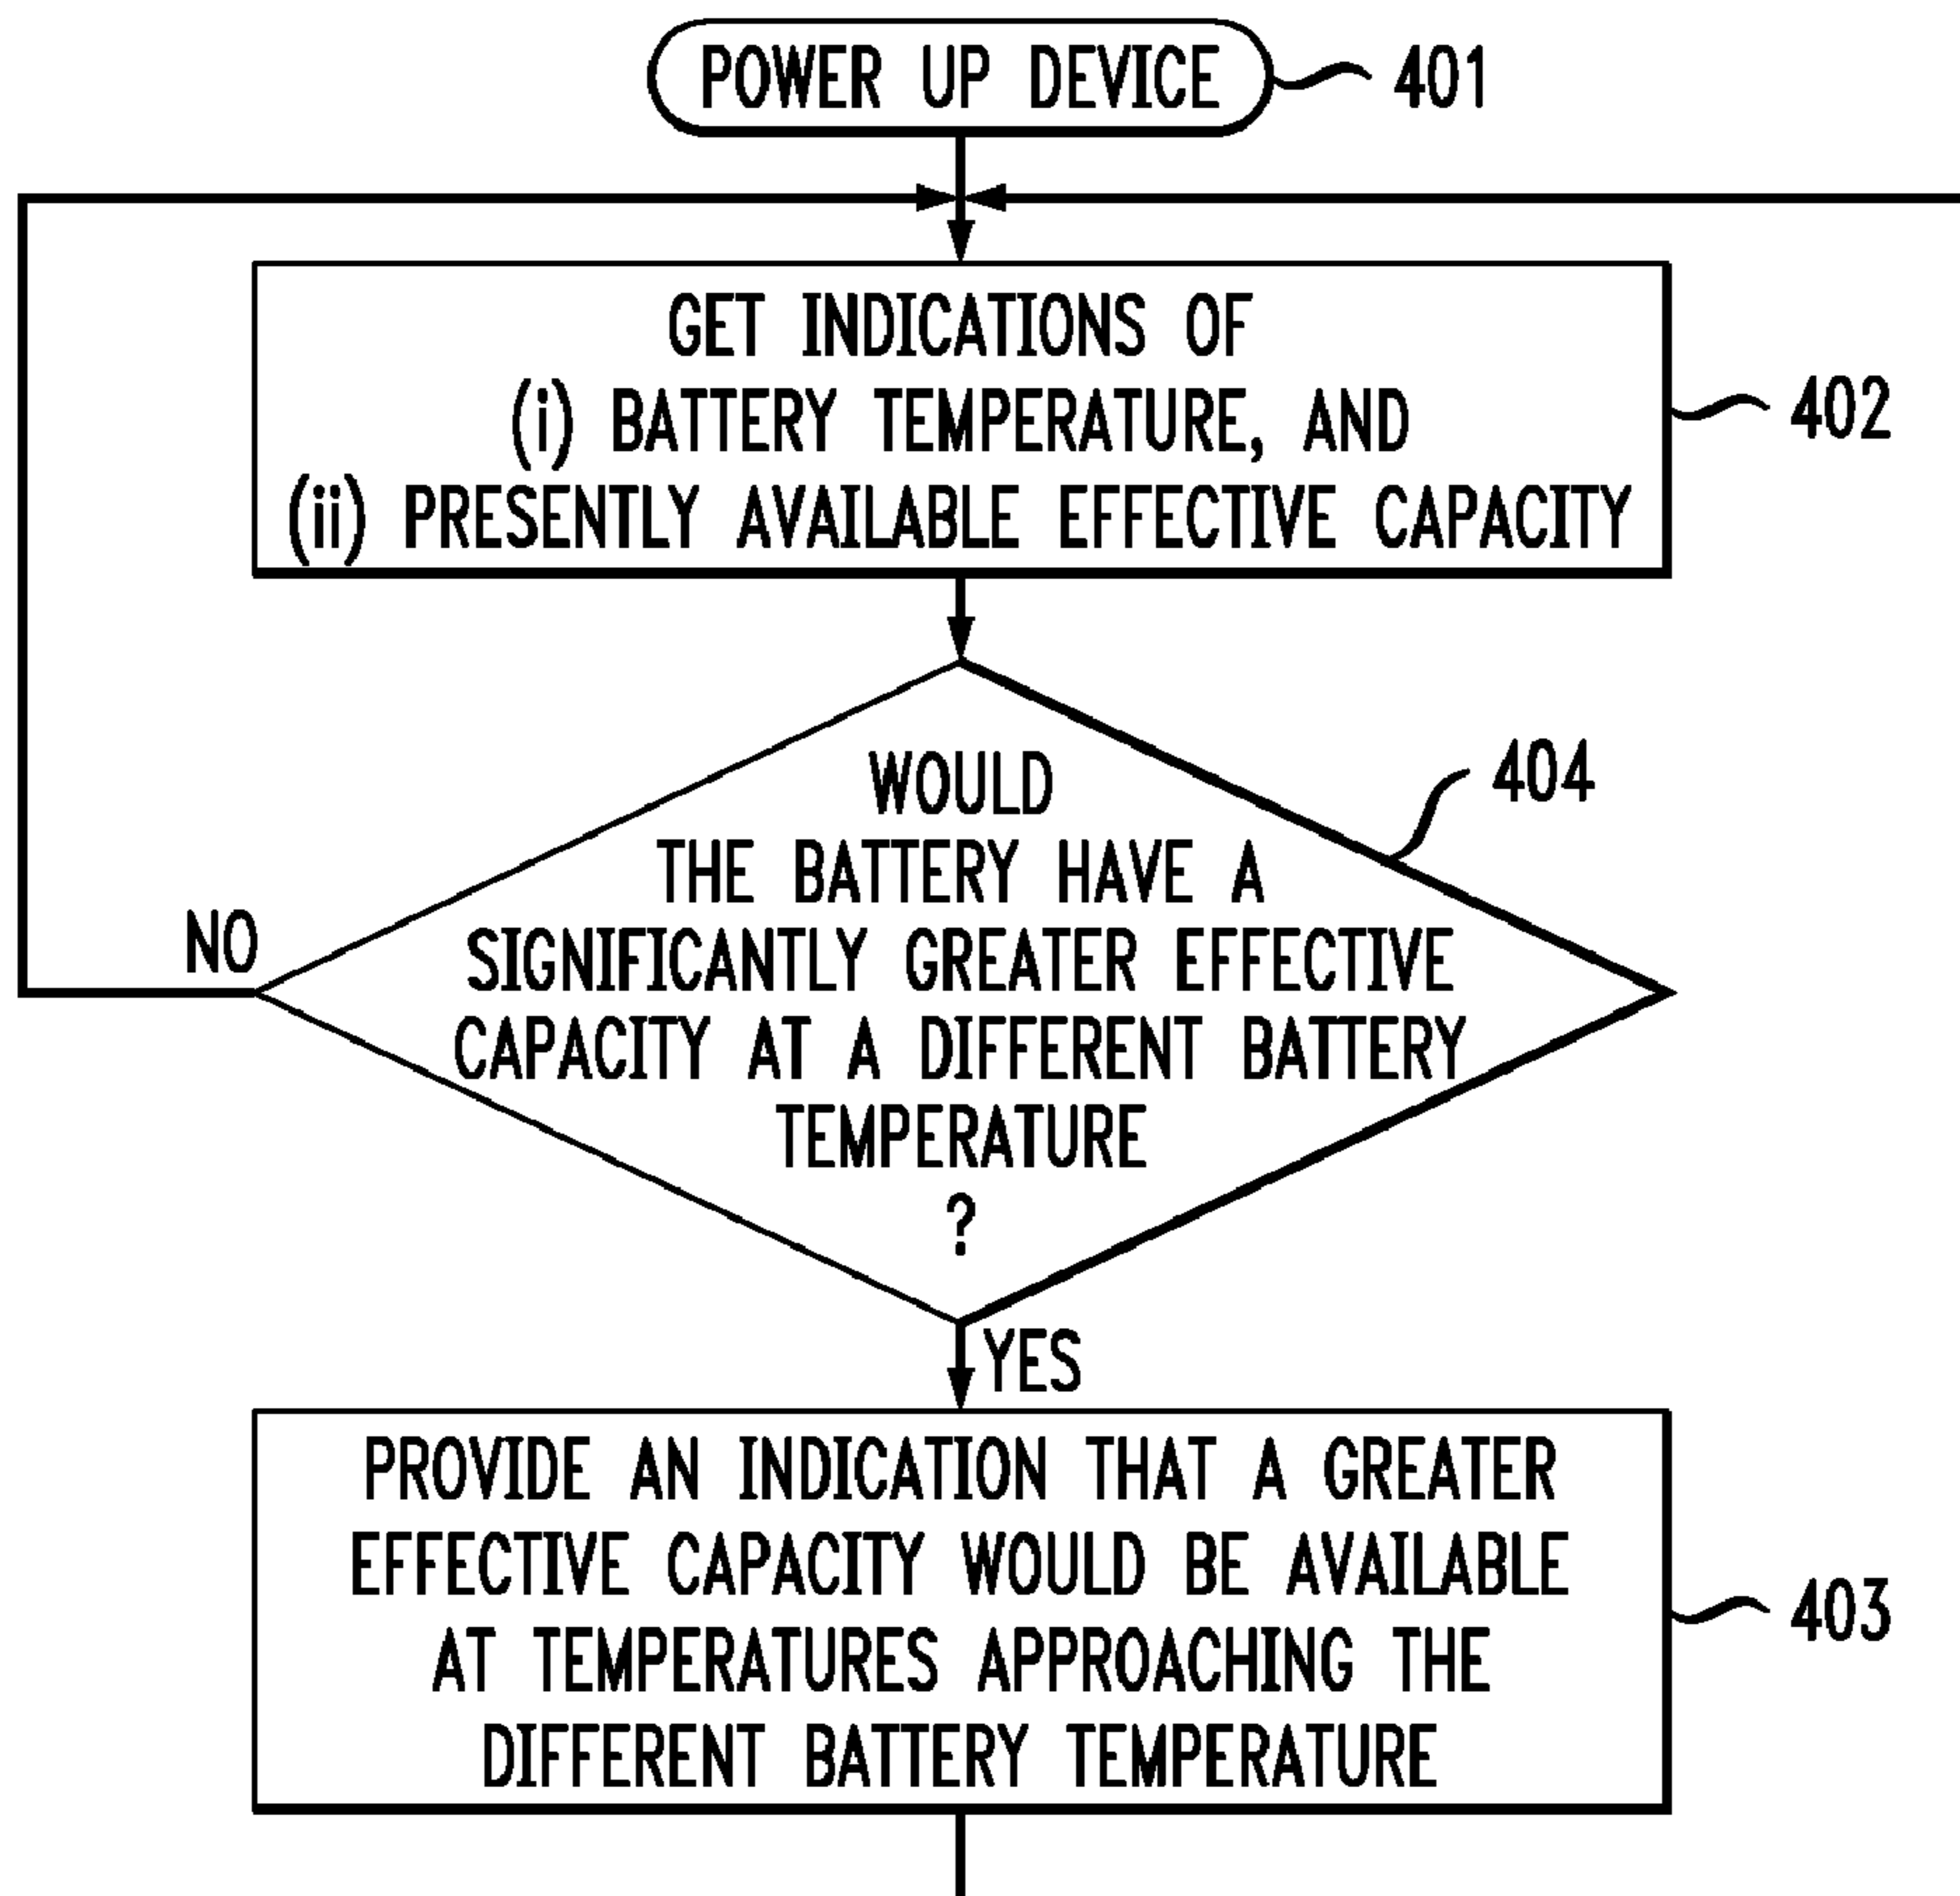 POWER UP DEVICE
401
GET INDICATIONS OF
(i) BATTERY TEMPERATURE, AND
(ii) PRESENTLY AVAILABLE EFFECTIVE CAPACITY
402
WOULD
THE BATTERY HAVE A
SIGNIFICANTLY GREATER EFFECTIVE
CAPACITY AT A DIFFERENT BATTERY
TEMPERATURE
?
404
NO
YES
PROVIDE AN INDICATION THAT A GREATER
EFFECTIVE CAPACITY WOULD BE AVAILABLE
AT TEMPERATURES APPROACHING THE
DIFFERENT BATTERY TEMPERATURE
403